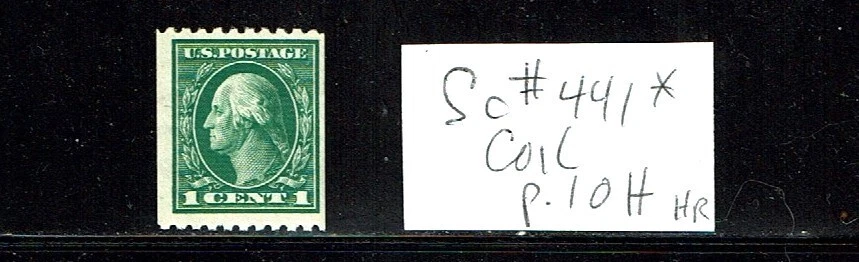 U.S. POSTAGE
1 CENT 1
Sc #441*
COIL
p.10H HR